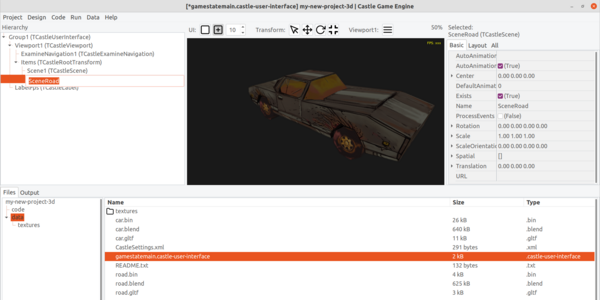 [*gamestatemain.castle-user-interface] my-new-project-3d | Castle Game Engine
Project Design Code Run Data Help
Hierarchy
Group1 (TCastleUserInterface)
Viewport1 (TCastleViewport)
ExamineNavigation1 (TCastleExamineNavigation)
Items (TCastleRootTransform)
Scene1 (TCastleScene)
SceneRoad
UI: 10 Transform: Viewport1: 50%
Selected:
SceneRoad (TCastleScene)
Basic Layout All
AutoAnimation
AutoAnimation (True)
Center 0.00 0.00 0.00
DefaultAnimati 0
Exists (True)
Name SceneRoad
ProcessEvents (False)
Rotation 0.00 0.00 0.00 0.00
Scale 1.00 1.00 1.00
ScaleOrientatio 0.00 0.00 0.00 0.00
Spatial []
Translation 0.00 0.00 0.00
URL
Files Output
my-new-project-3d
code
data
textures
Name Size Type
textures
car.bin 26 kB .bin
car.blend 640 kB .blend
car.gltf 11 kB .gltf
CastleSettings.xml 291 bytes .xml
gamestatemain.castle-user-interface 2 kB .castle-user-interface
README.txt 132 bytes .txt
road.bin 4 kB .bin
road.blend 625 kB .blend
road.gltf 3 kB .gltf